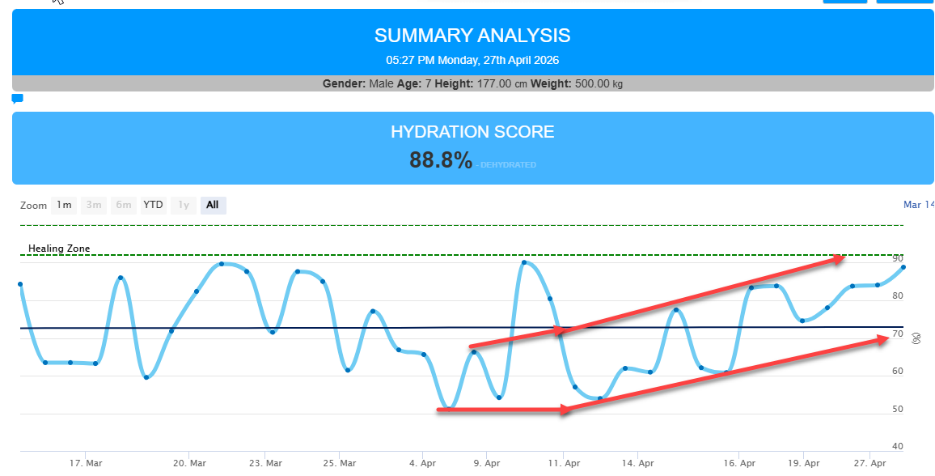 SUMMARY ANALYSIS
05:27 PM Monday, 27th April 2026
Gender: Male Age: 7 Height: 177.00 cm Weight: 500.00 kg
HYDRATION SCORE
88.8% - DEHYDRATED
Zoom 1m 3m 6m YTD 1y All Mar 14
Healing Zone
90
80
70
(%)
60
50
40
17. Mar 20. Mar 23. Mar 25. Mar 4. Apr 9. Apr 11. Apr 14. Apr 16. Apr 19. Apr 27. Apr